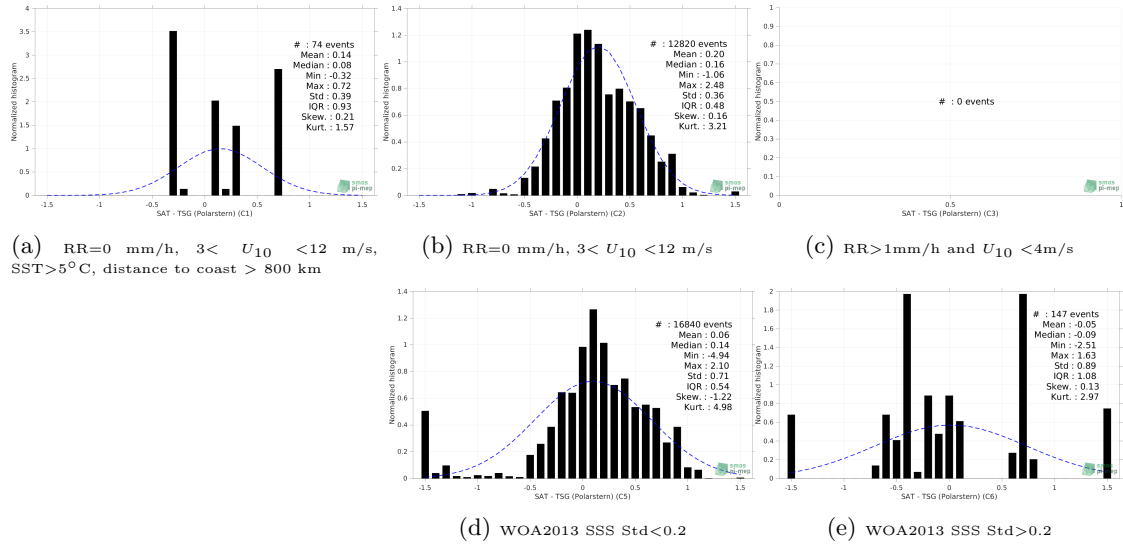 4
3.5
3
2.5
2
1.5
1
0.5
0
Normalized histogram
# : 74 events
Mean : 0.14
Median : 0.08
Min : -0.32
Max : 0.72
Std : 0.39
IQR : 0.93
Skew. : 0.21
Kurt. : 1.57
smos
pi-mep
-1.5 -1 -0.5 0 0.5 1 1.5
SAT - TSG (Polarstern) (C1)
(a) RR=0 mm/h, 3< U10 <12 m/s,
SST>5°C, distance to coast > 800 km
1.4
1.2
1
0.8
0.6
0.4
0.2
0
Normalized histogram
# : 12820 events
Mean : 0.20
Median : 0.16
Min : -1.06
Max : 2.48
Std : 0.36
IQR : 0.48
Skew. : 0.16
Kurt. : 3.21
smos
pi-mep
-1.5 -1 -0.5 0 0.5 1 1.5
SAT - TSG (Polarstern) (C2)
(b) RR=0 mm/h, 3< U10 <12 m/s
1
0.9
0.8
0.7
0.6
0.5
0.4
0.3
0.2
0.1
0
Normalized histogram
# : 0 events
smos
pi-mep
0 0.5 1
SAT - TSG (Polarstern) (C3)
(c) RR>1mm/h and U10 <4m/s
1.4
1.2
1
0.8
0.6
0.4
0.2
0
Normalized histogram
# : 16840 events
Mean : 0.06
Median : 0.14
Min : -4.94
Max : 2.10
Std : 0.71
IQR : 0.54
Skew. : -1.22
Kurt. : 4.98
smos
pi-mep
-1.5 -1 -0.5 0 0.5 1 1.5
SAT - TSG (Polarstern) (C5)
(d) WOA2013 SSS Std<0.2
2
1.8
1.6
1.4
1.2
1
0.8
0.6
0.4
0.2
0
Normalized histogram
# : 147 events
Mean : -0.05
Median : -0.09
Min : -2.51
Max : 1.63
Std : 0.89
IQR : 1.08
Skew. : 0.13
Kurt. : 2.97
smos
pi-mep
-1.5 -1 -0.5 0 0.5 1 1.5
SAT - TSG (Polarstern) (C6)
(e) WOA2013 SSS Std>0.2